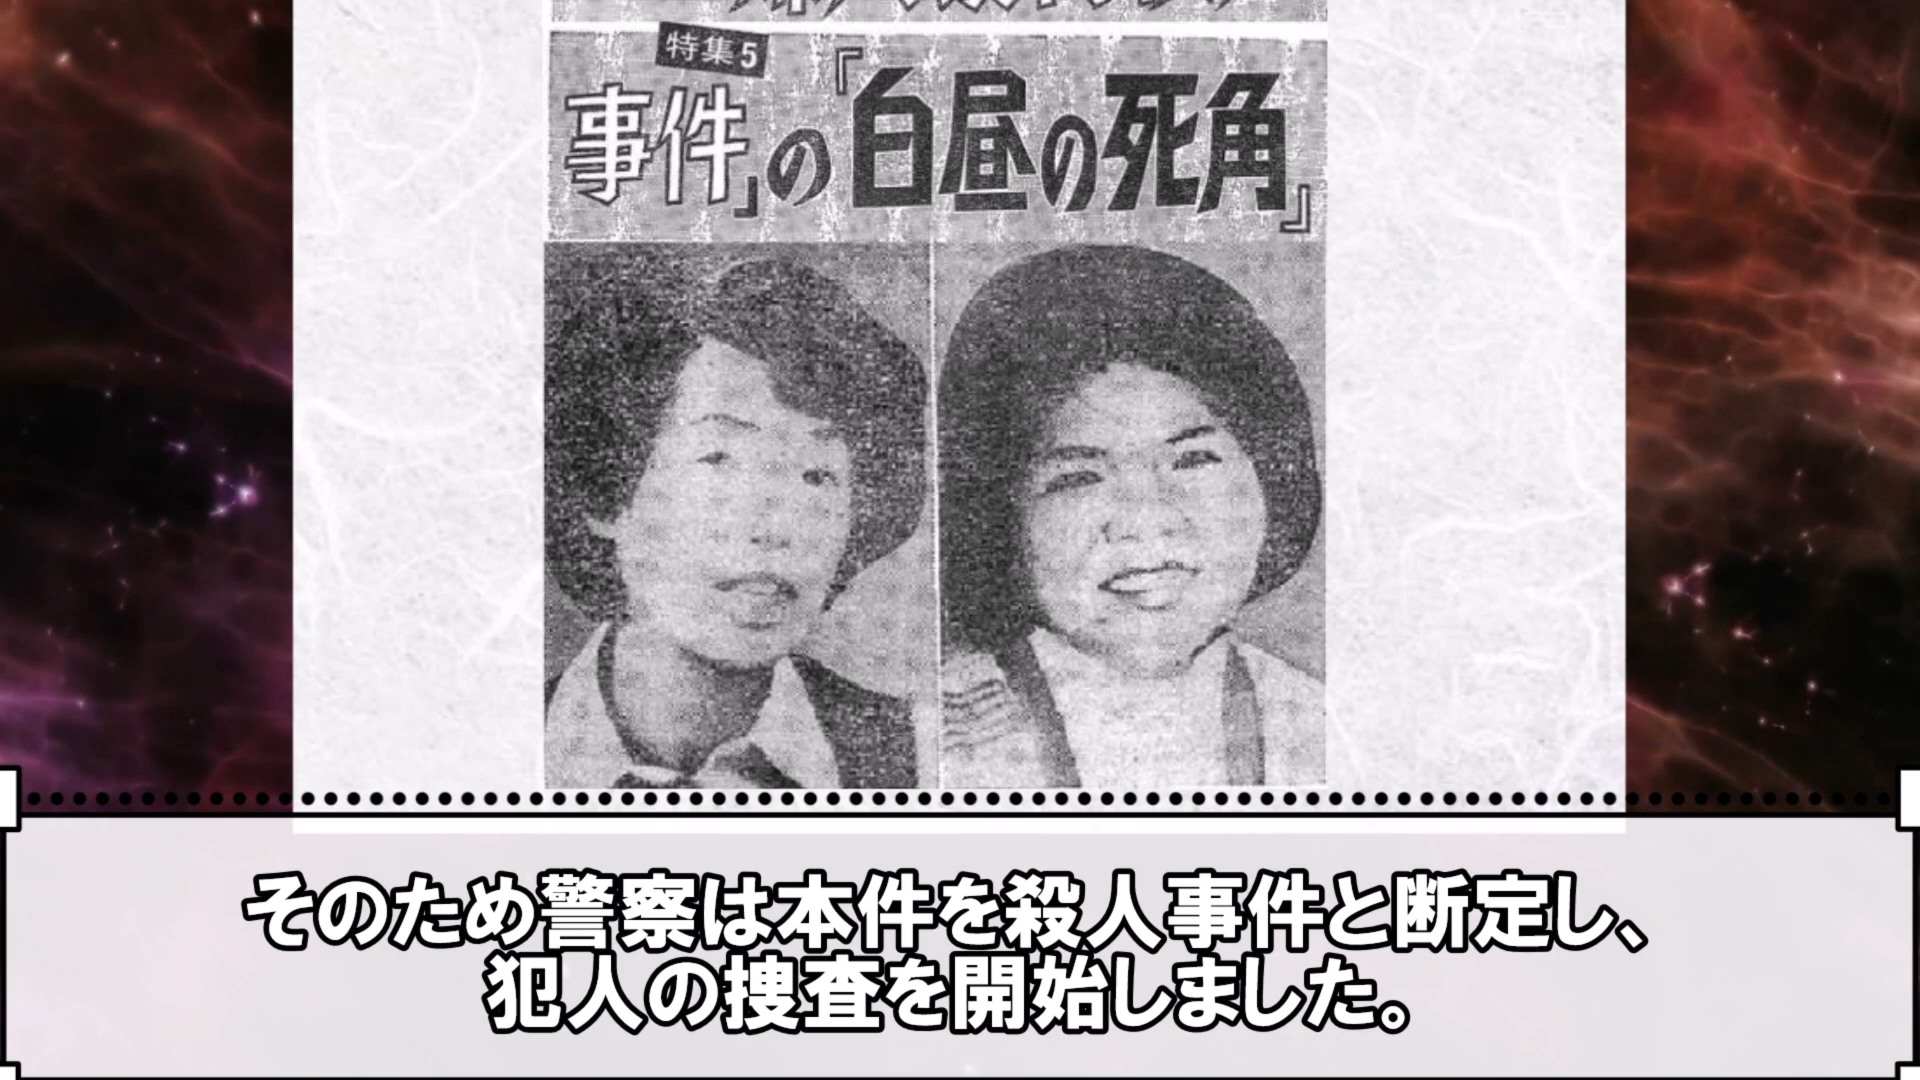 特集5
事件」の『白昼の死角』
そのため警察は本件を殺人事件と断定し、
犯人の捜査を開始しました。